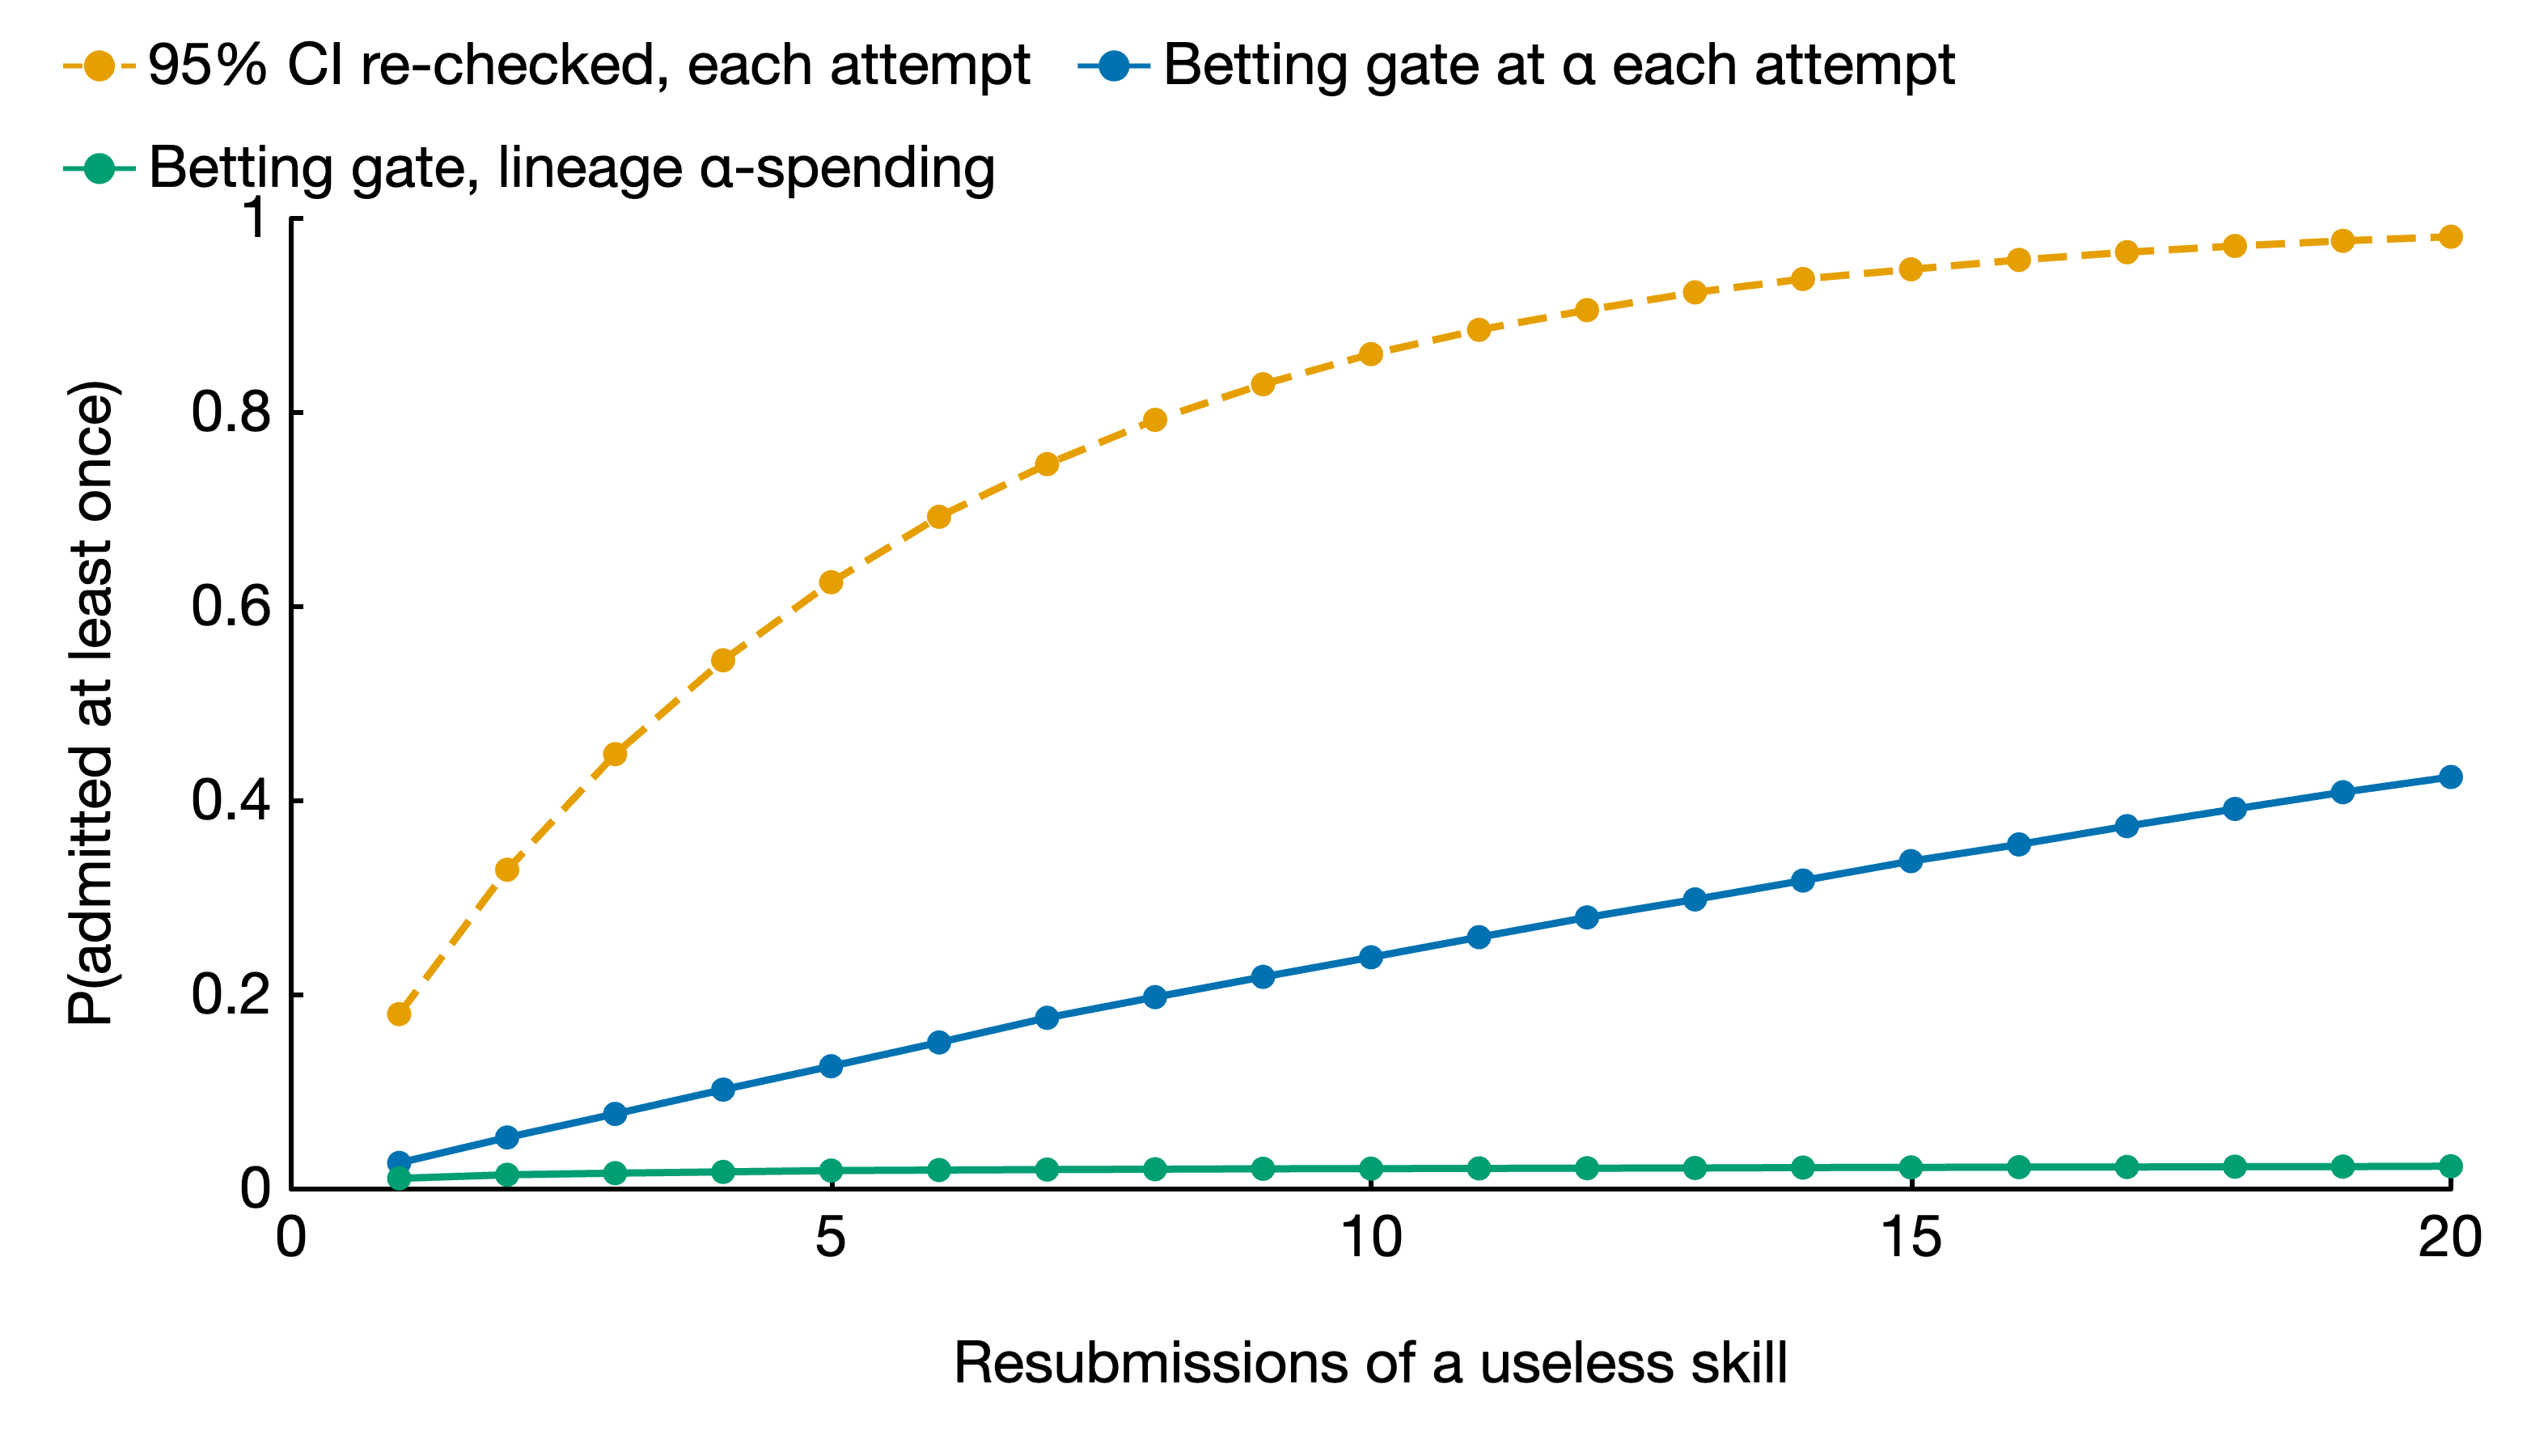 95% CI re-checked, each attempt
Betting gate at α each attempt
Betting gate, lineage α-spending
P(admitted at least once)
1
0.8
0.6
0.4
0.2
0
0 5 10 15 20
Resubmissions of a useless skill